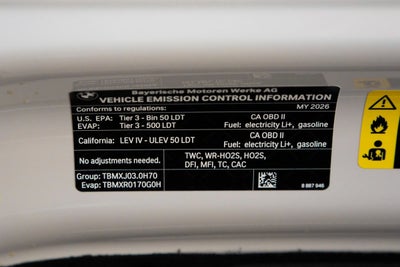 Bayerische Motoren Werke AG
VEHICLE EMISSION CONTROL INFORMATION
Conforms to regulations: MY 2026
U.S. EPA: Tier 3 - Bin 50 LDT CA OBD II
EVAP: Tier 3 - 500 LDT Fuel: electricity Li+, gasoline
California: LEV IV - ULEV 50 LDT CA OBD II
Fuel: electricity Li+, gasoline
No adjustments needed. TWC, WR-HO2S, HO2S,
DFI, MFI, TC, CAC
Group: TBMXJ03.0H70
Evap: TBMXR0170G0H
8 887 946